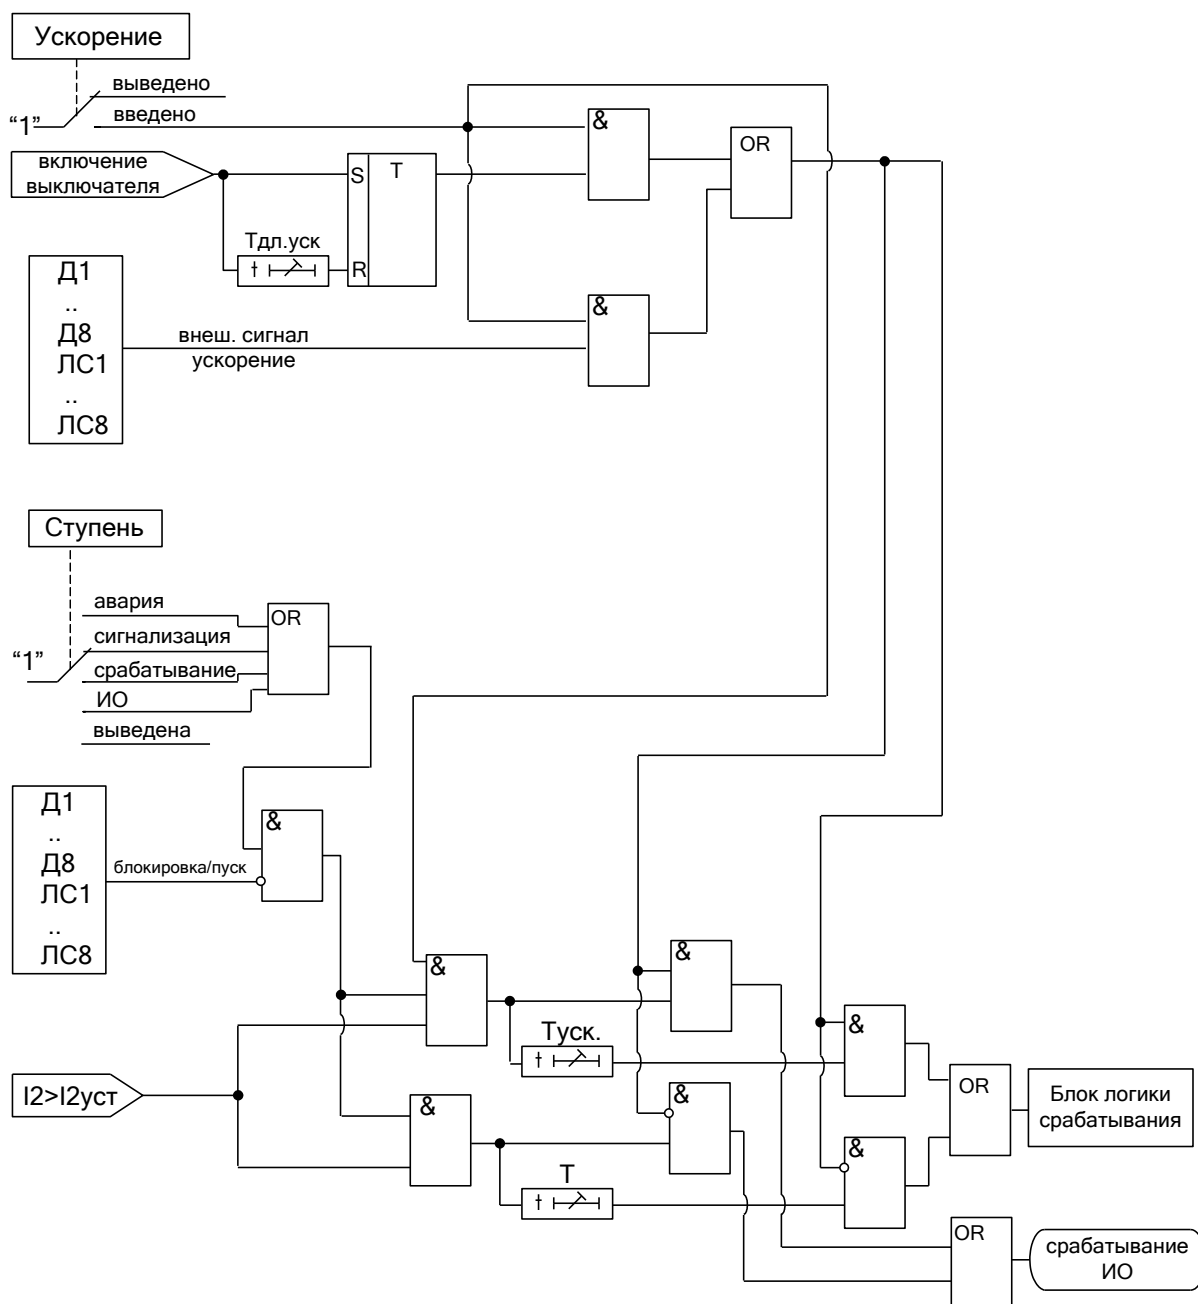 Ускорение
выведено
“1”
введено
включение
выключателя
S
T
R
Тдл.уск
&
OR
Д1
..
Д8
ЛС1
..
ЛС8
внеш. сигнал
ускорение
&
Ступень
авария
“1”
сигнализация
срабатывание
ИО
выведена
OR
Д1
..
Д8
ЛС1
..
ЛС8
блокировка/пуск
&
&
&
&
Туск.
I2>I2уст
&
&
OR
Блок логики
срабатывания
&
T
OR
срабатывание
ИО